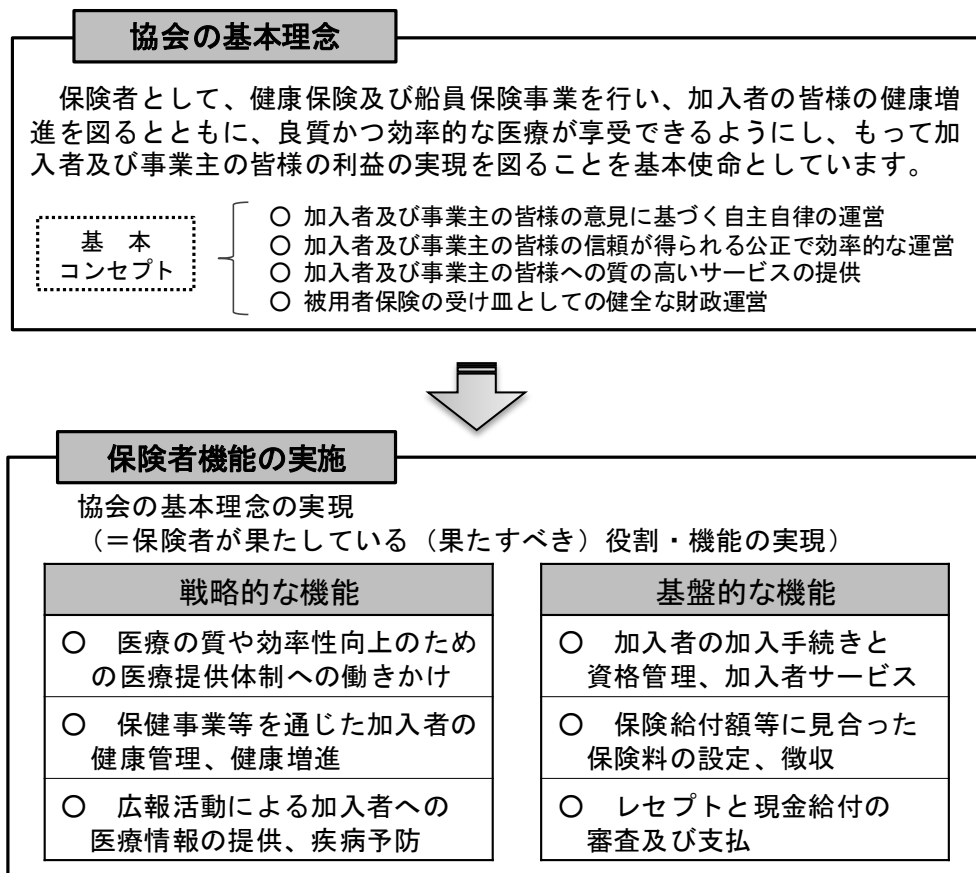 協会の基本理念
保険者として、健康保険及び船員保険事業を行い、加入者の皆様の健康増
進を図るとともに、良質かつ効率的な医療が享受できるようにし、もって加
入者及び事業主の皆様の利益の実現を図ることを基本使命としています。
基 本
コンセプト
○ 加入者及び事業主の皆様の意見に基づく自主自律の運営
○ 加入者及び事業主の皆様の信頼が得られる公正で効率的な運営
○ 加入者及び事業主の皆様への質の高いサービスの提供
○ 被用者保険の受け皿としての健全な財政運営
保険者機能の実施
協会の基本理念の実現
（＝保険者が果たしている（果たすべき）役割・機能の実現）
戦略的な機能
○ 医療の質や効率性向上のため
の医療提供体制への働きかけ
○ 保健事業等を通じた加入者の
健康管理、健康増進
○ 広報活動による加入者への
医療情報の提供、疾病予防
基盤的な機能
○ 加入者の加入手続きと
資格管理、加入者サービス
○ 保険給付額等に見合った
保険料の設定、徴収
○ レセプトと現金給付の
審査及び支払